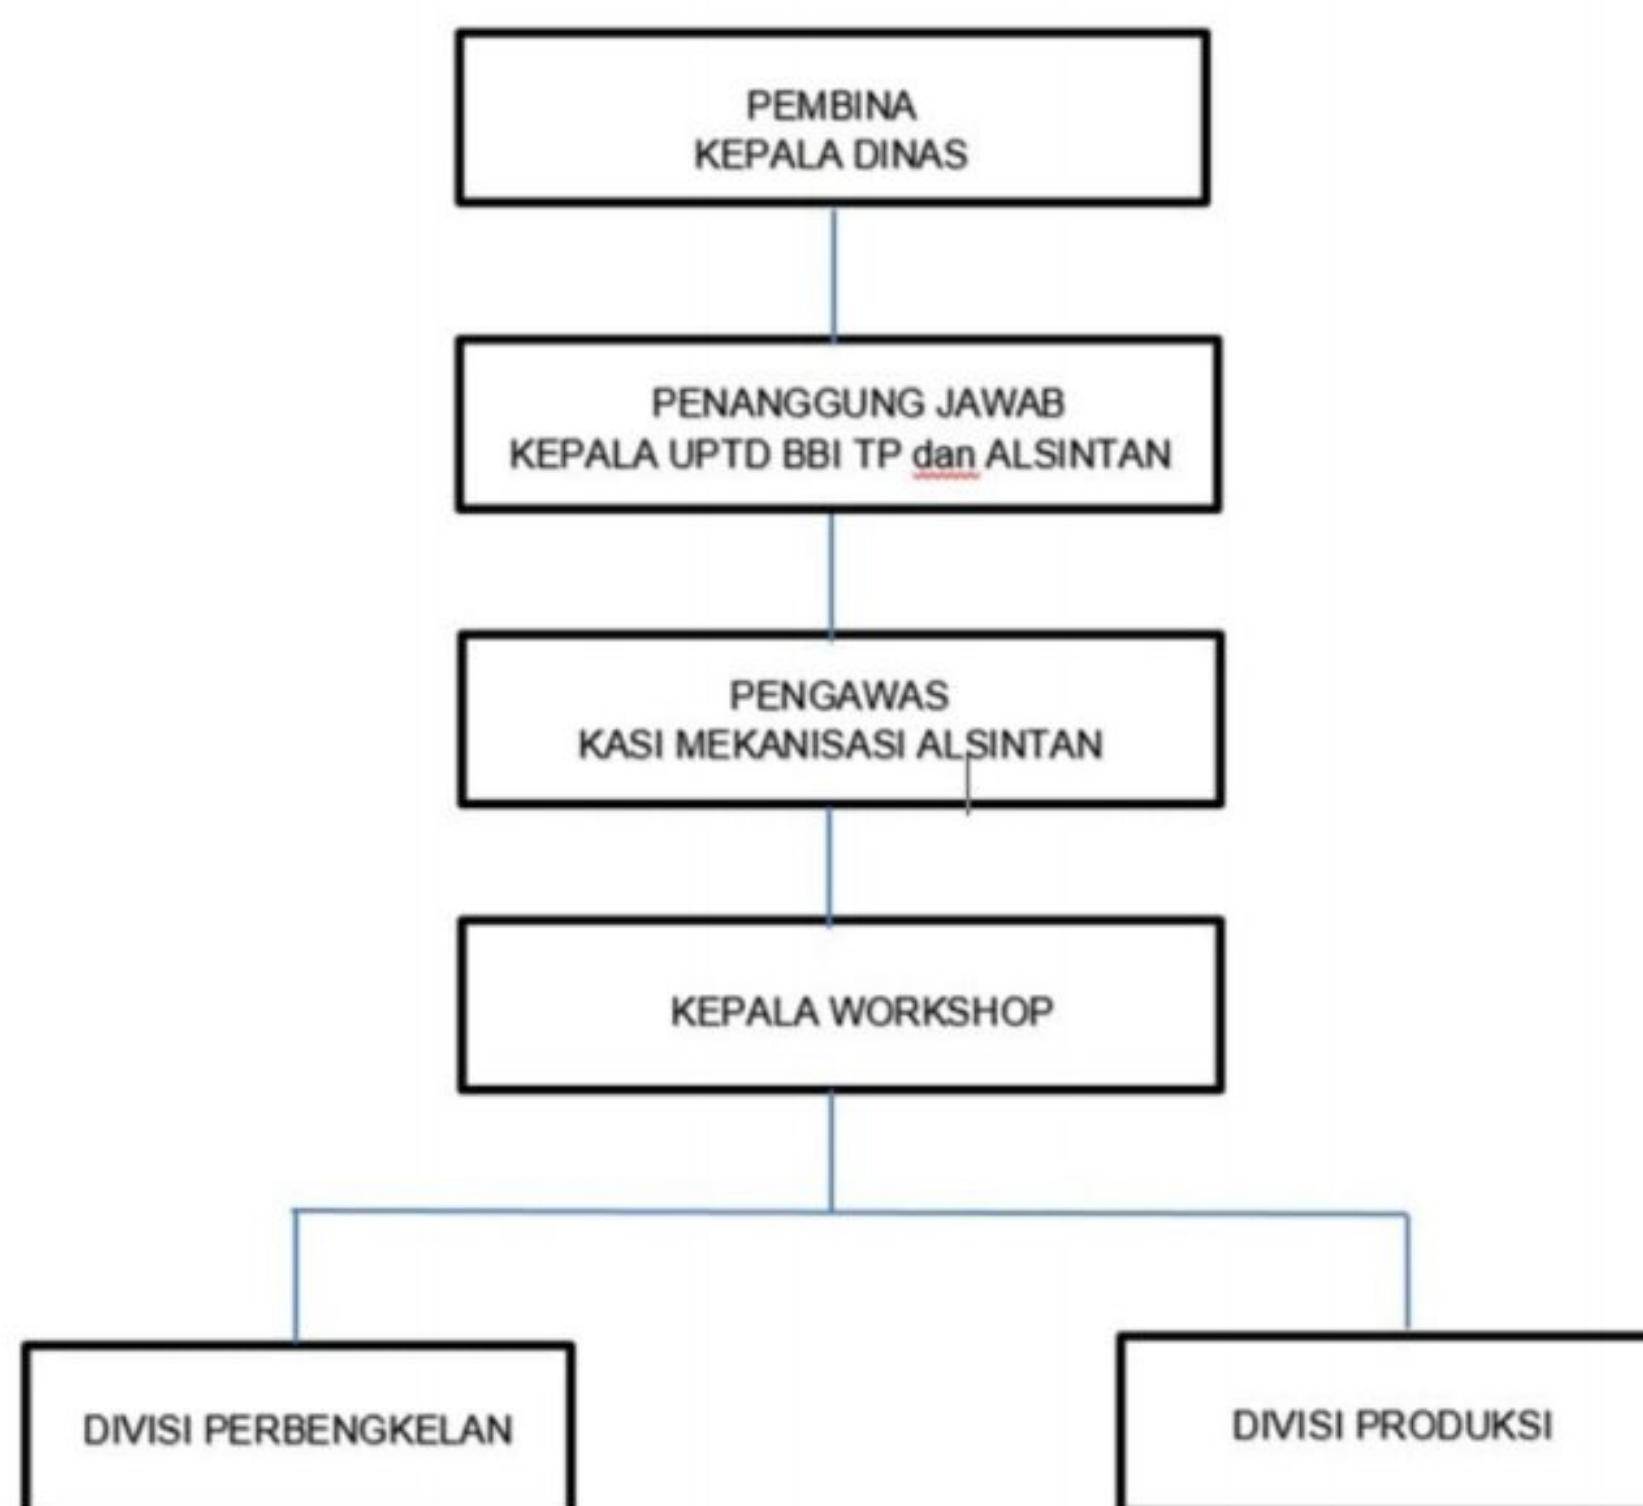 PEMBINA
KEPALA DINAS
PENANGGUNG JAWAB
KEPALA UPTD BBI TP dan ALSINTAN
PENGAWAS
KASI MEKANISASI ALSINTAN
KEPALA WORKSHOP
DIVISI PERBENGKELAN
DIVISI PRODUKSI